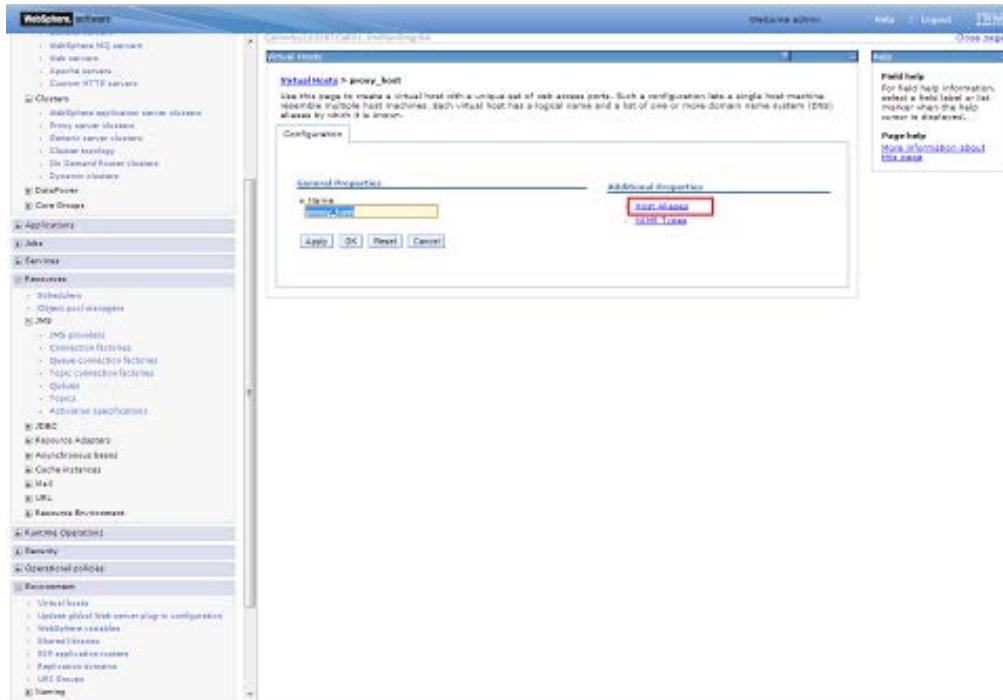 WebSphere. software
Welcome admin
Help
Logout
Close page
WebSphere MQ servers
Web servers
Apache servers
Custom HTTP servers
Clusters
WebSphere application server clusters
Proxy server clusters
Generic server clusters
Cluster topology
On Demand Router clusters
Dynamic clusters
DataPower
Core Groups
Applications
Jobs
Services
Resources
Schedulers
Object pool managers
JMS
JMS providers
Connection factories
Queue connection factories
Topic connection factories
Queues
Topics
Activation specifications
JDBC
Resource Adapters
Asynchronous beans
Cache instances
Mail
URL
Resource Environment
Runtime Operations
Security
Operational policies
Environment
Virtual hosts
Update global Web server plug-in configuration
WebSphere variables
Shared libraries
SIP application routers
Replication domains
URI Groups
Naming
Virtual Hosts
Virtual Hosts > proxy_host
Use this page to create a virtual host with a unique set of web access ports. Such a configuration lets a single host machine
resemble multiple host machines. Each virtual host has a logical name and a list of one or more domain name system (DNS)
aliases by which it is known.
Configuration
General Properties
Name
proxy_host
Apply OK Reset Cancel
Additional Properties
Host Aliases
MIME Types
Help
Field help
For field help information,
select a field label or list
marker when the help
cursor is displayed.
Page help
More information about
this page